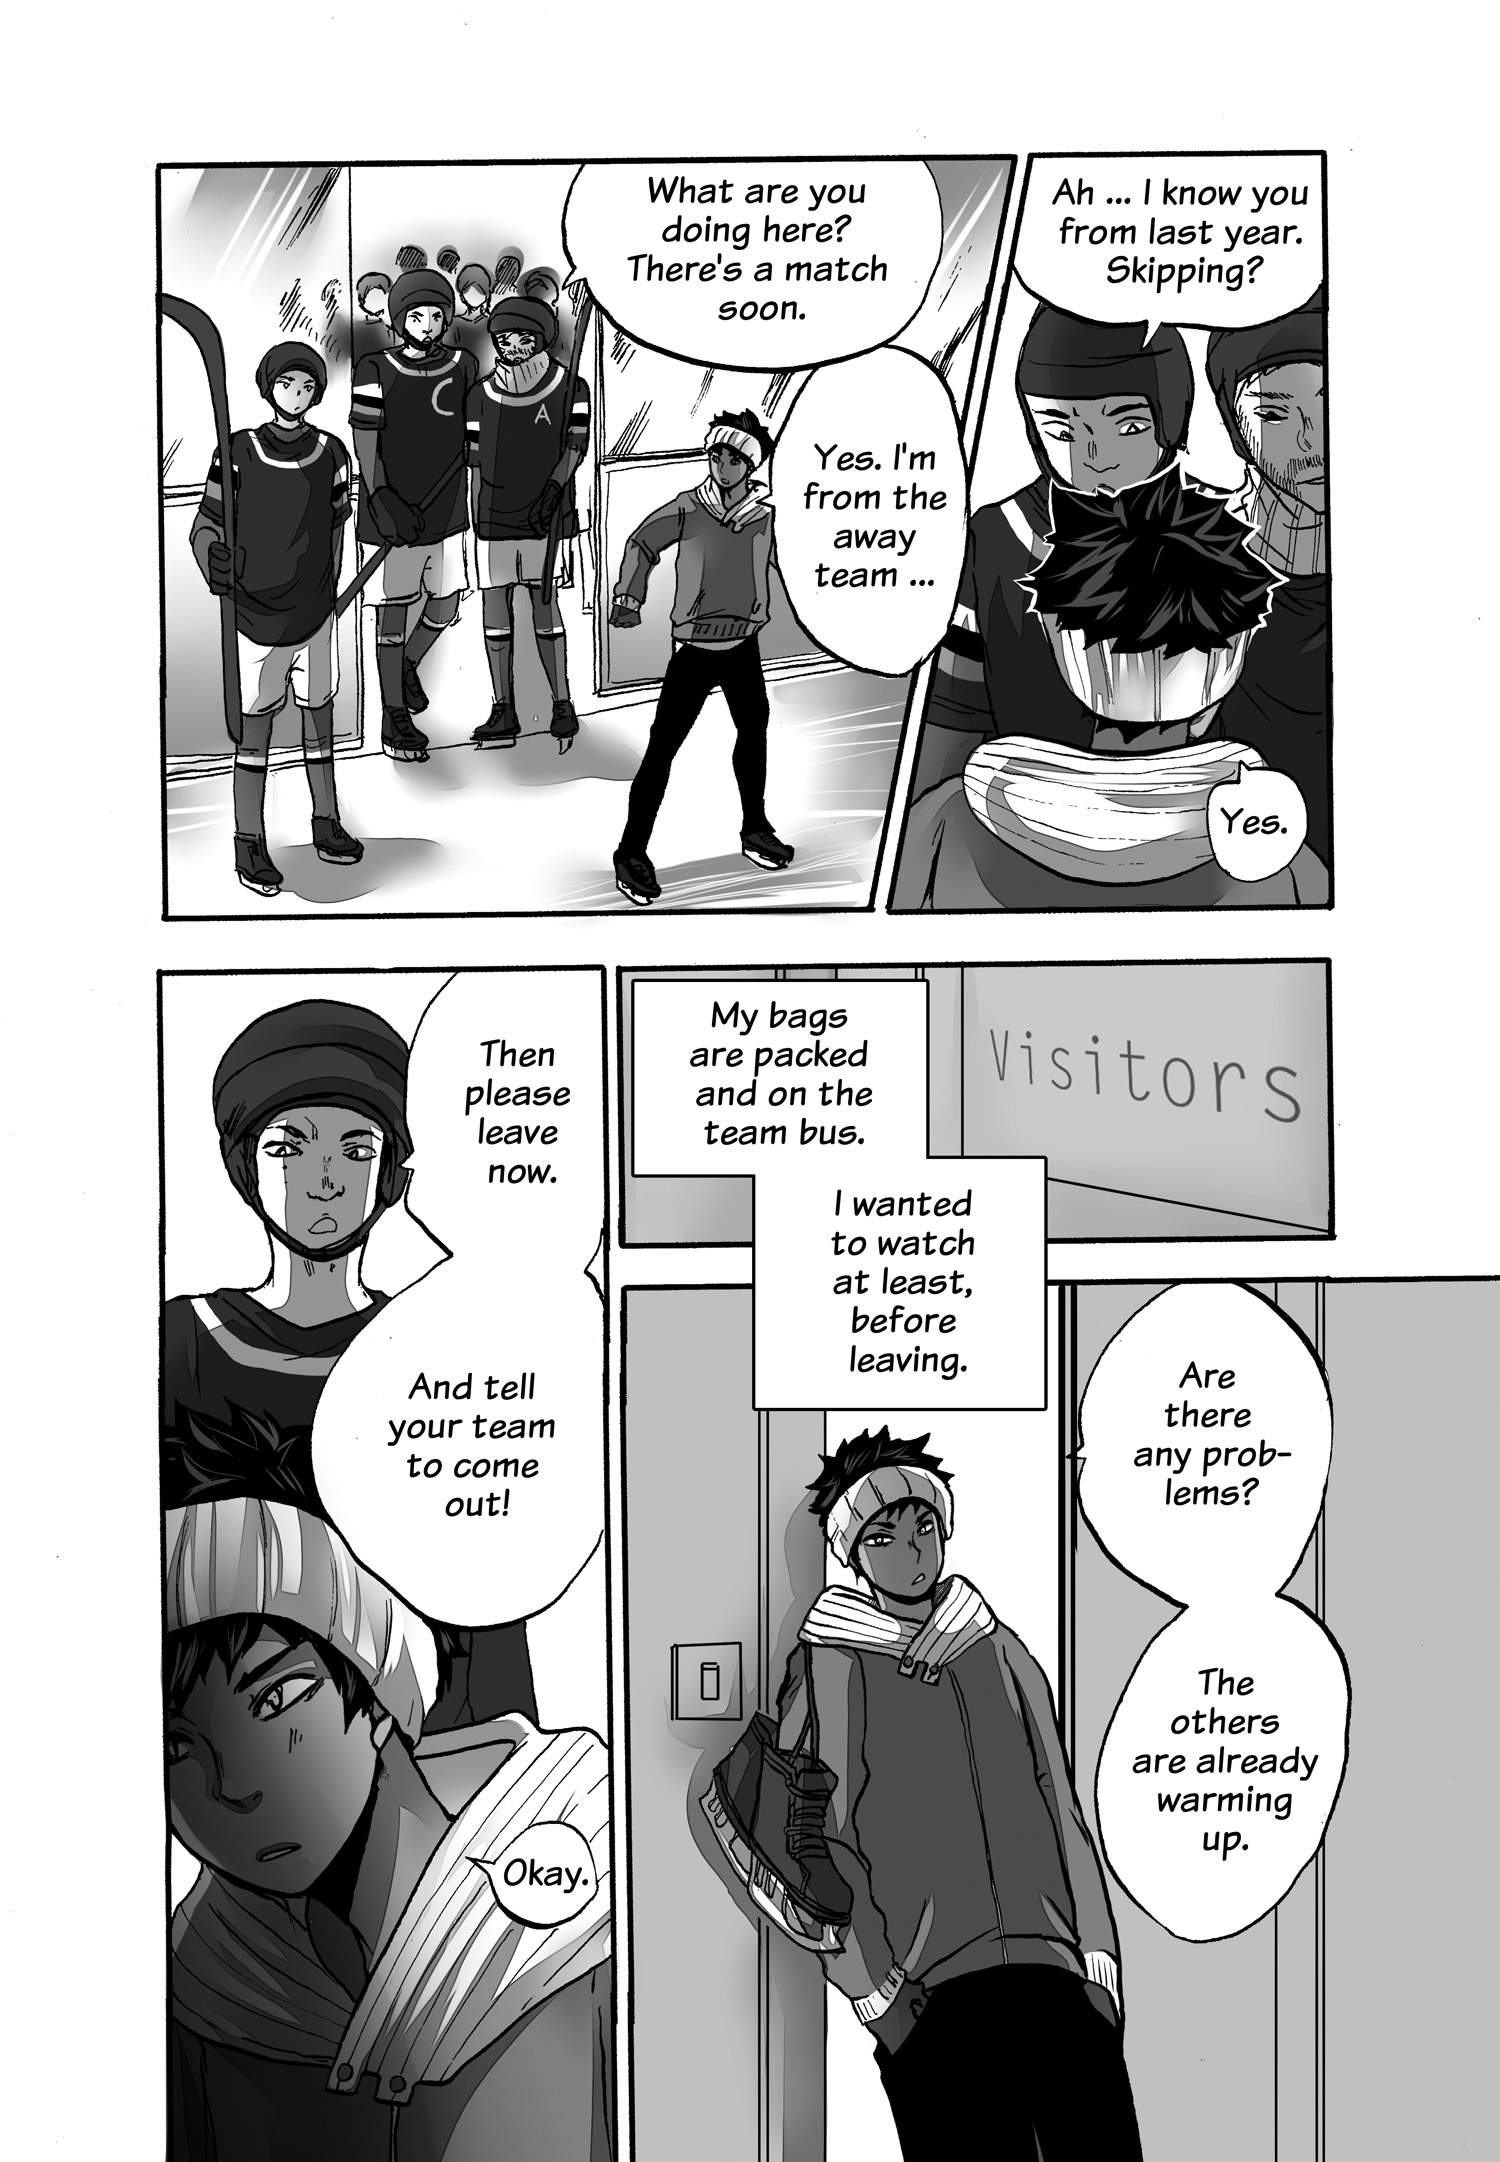 What are you
doing here?
There's a match
soon.
Yes. I'm
from the
away
team ...
C
A
Ah ... I know you
from last year.
Skipping?
Yes.
Then
please
leave
now.
And tell
your team
to come
out!
Okay.
My bags
are packed
and on the
team bus.
Visitors
I wanted
to watch
at least,
before
leaving.
Are
there
any prob-
lems?
The
others
are already
warming
up.